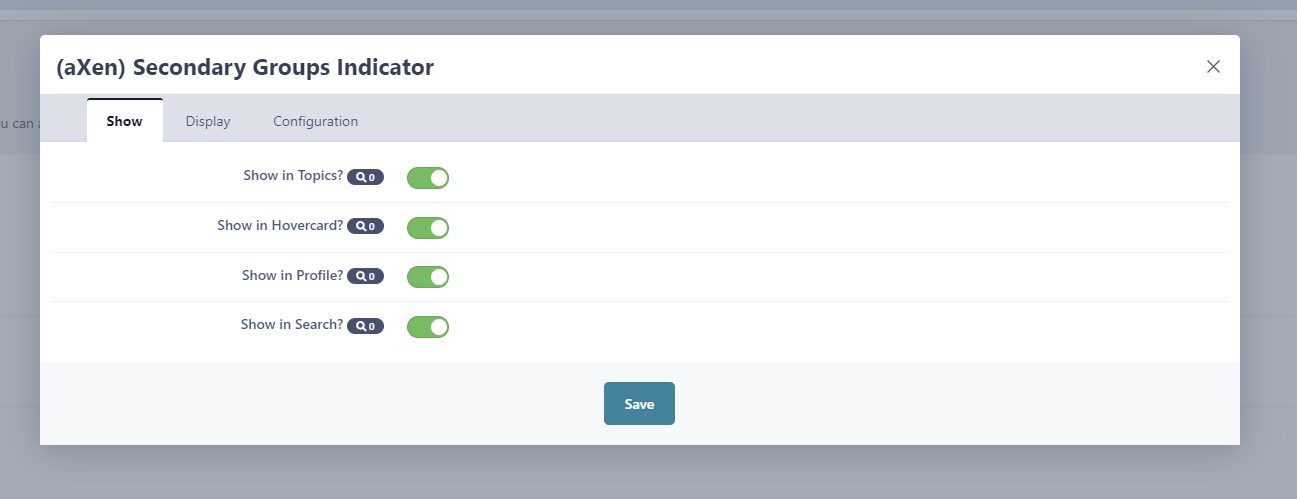 (aXen) Secondary Groups Indicator
u can
Show Display Configuration
Show in Topics? 0
Show in Hovercard? 0
Show in Profile? 0
Show in Search? 0
Save